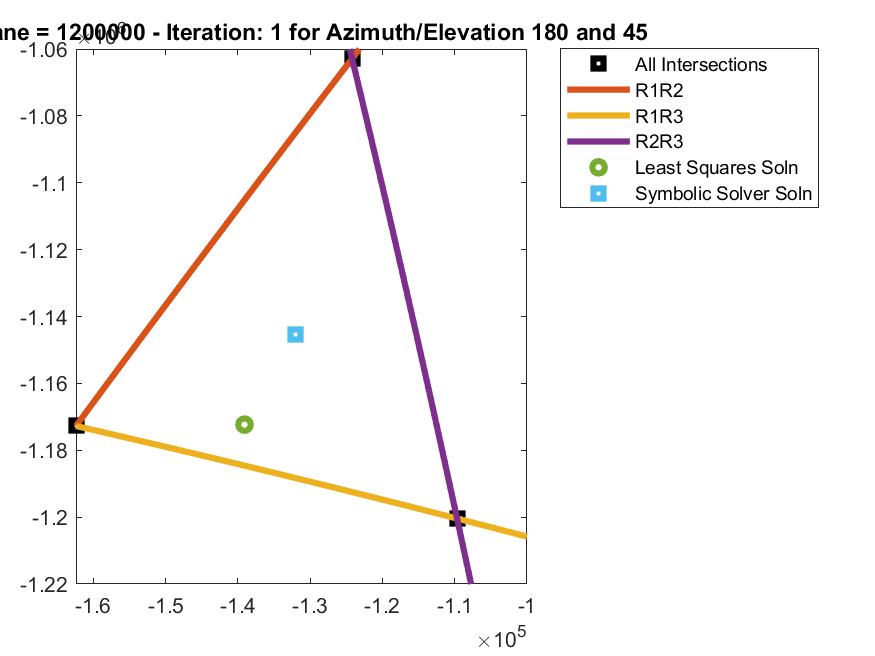 ane = 1200000 - Iteration: 1 for Azimuth/Elevation 180 and 45
×10^6
-1.06
-1.08
-1.1
-1.12
-1.14
-1.16
-1.18
-1.2
-1.22
-1.6 -1.5 -1.4 -1.3 -1.2 -1.1 -1
×10^5
All Intersections
R1R2
R1R3
R2R3
Least Squares Soln
Symbolic Solver Soln